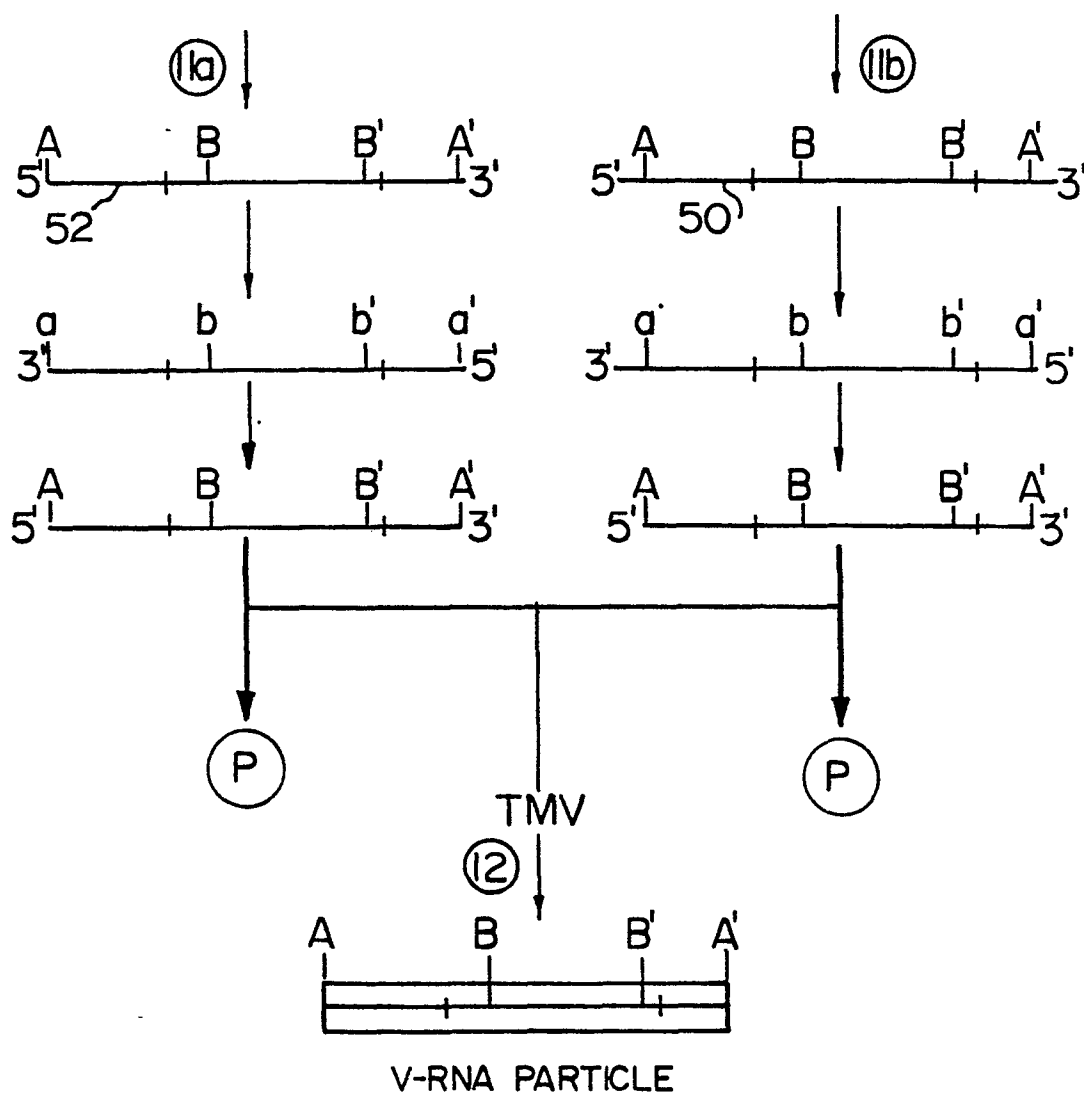 11a 11b
A B B' A' A B B' A'
5' 3' 5' 3'
52 50
a b b' a' a b b' a'
3' 5' 3' 5'
A B B' A' A B B' A'
5' 3' 5' 3'
P P
TMV
12
A B B' A'
V-RNA PARTICLE